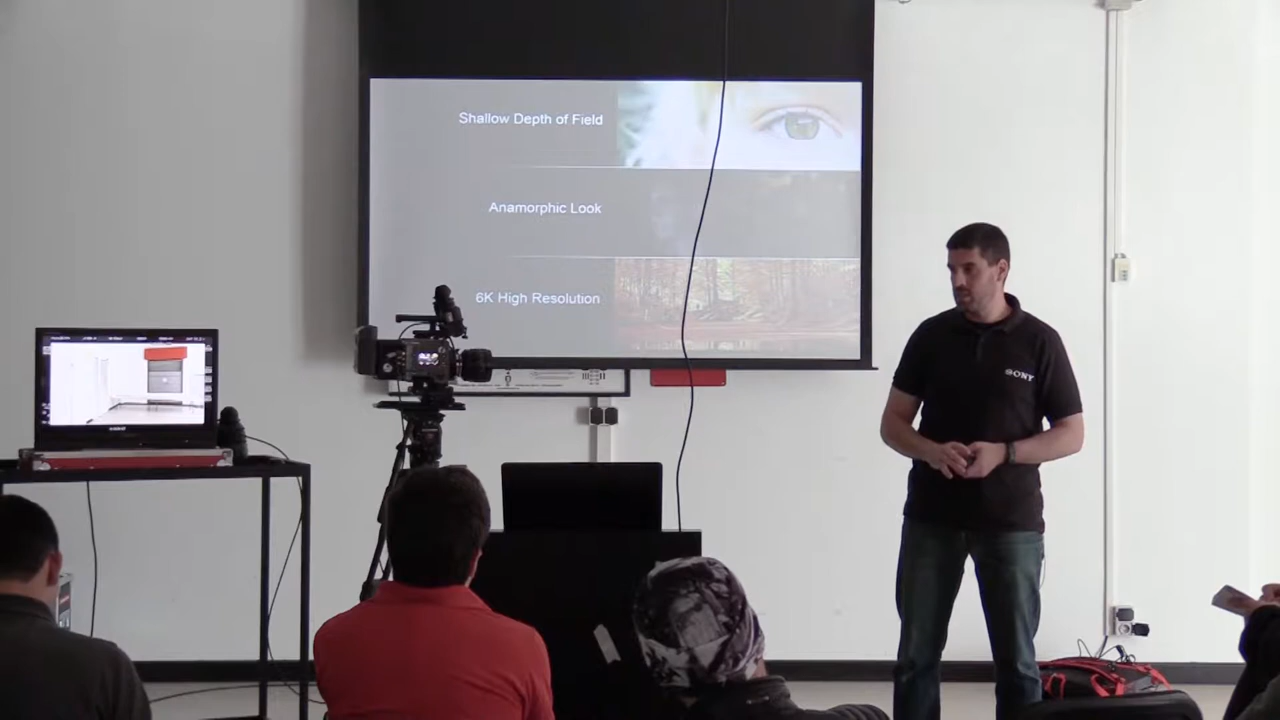 Shallow Depth of Field
Anamorphic Look
6K High Resolution
SONY